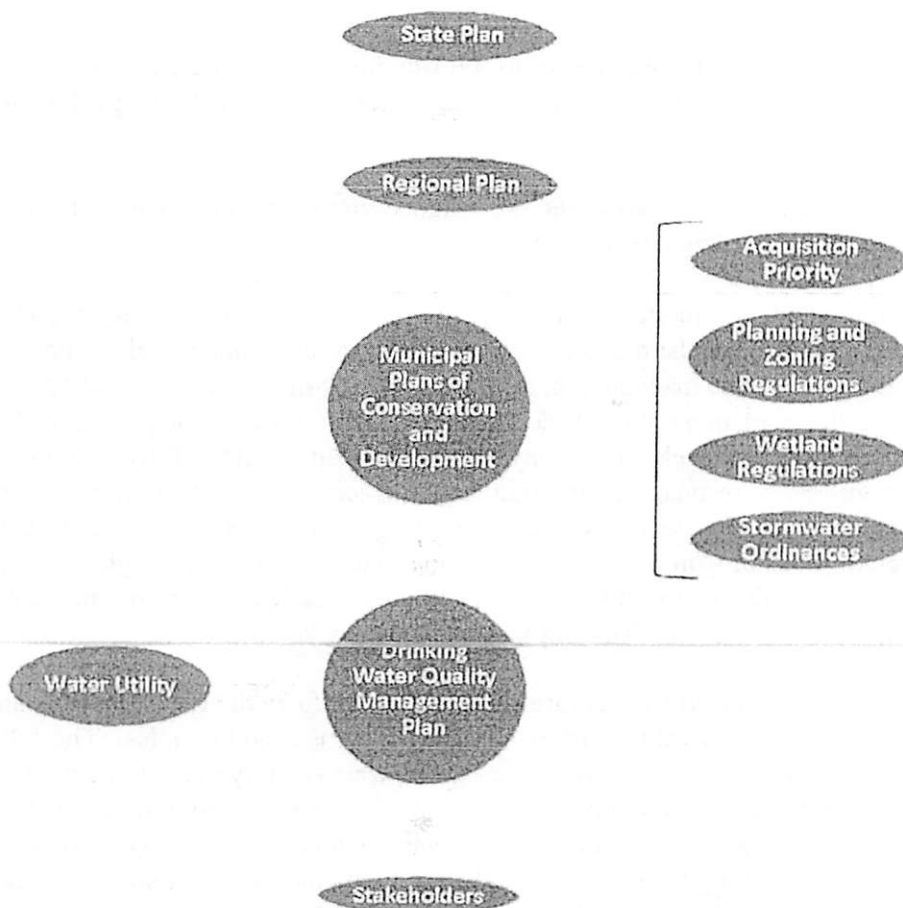 State Plan
Regional Plan
Acquisition
Priority
Planning and
Zoning
Regulations
Wetland
Regulations
Stormwater
Ordinances
Municipal
Plans of
Conservation
and
Development
Water Utility
Drinking
Water Quality
Management
Plan
Stakeholders